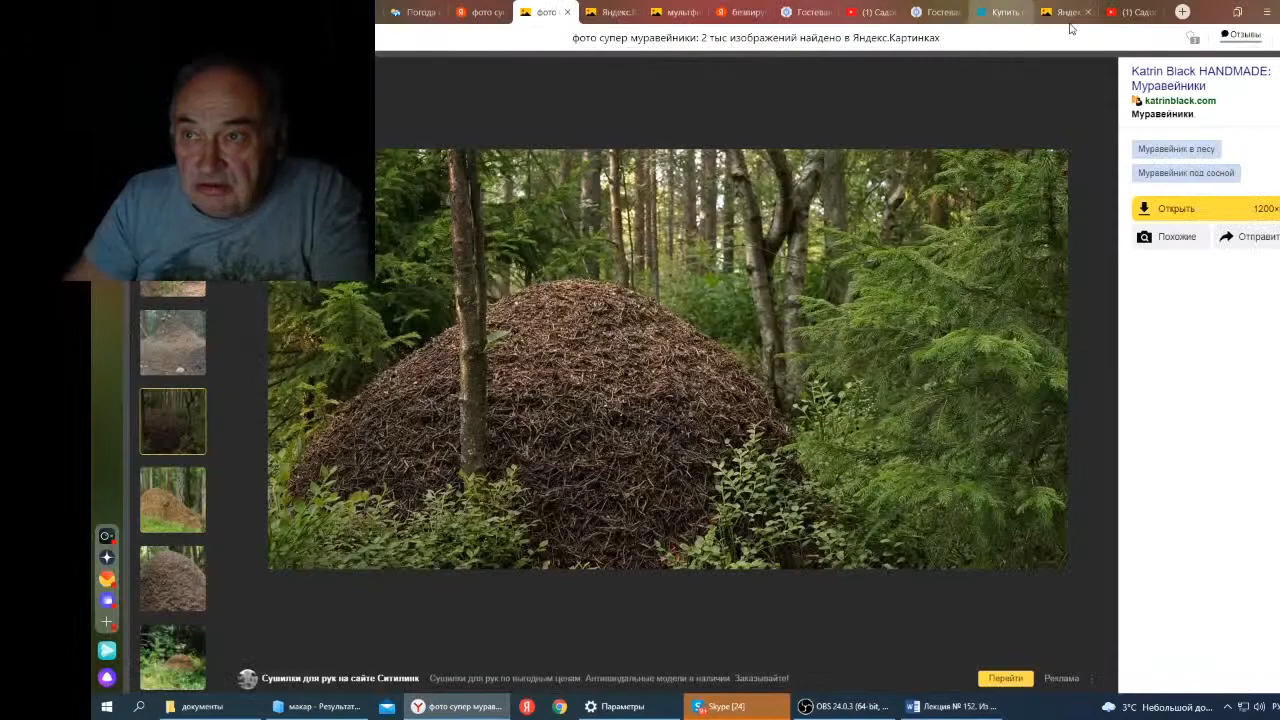 Погода
фото су
фото
Яндекс.К
мультф
безвиру
Гостеван
(1) Садо
Гостеван
Купить
Яндек
(1) Садо
фото супер муравейники: 2 тыс изображений найдено в Яндекс.Картинках
Отзывы
Katrin Black HANDMADE:
Муравейники
katrinblack.com
Муравейники.
Муравейник в лесу
Муравейник под сосной
Открыть 1200×
Похожие
Отправит
Сушилки для рук на сайте Ситилинк Сушилки для рук по выгодным ценам. Антивандальные модели в наличии. Заказывайте!
Перейти
Реклама
документы
макар - Результат...
фото супер мурав...
Параметры
Skype [24]
OBS 24.0.3 (64-bit, ...
Лекция № 152. Из ...
3°C Небольшой до...